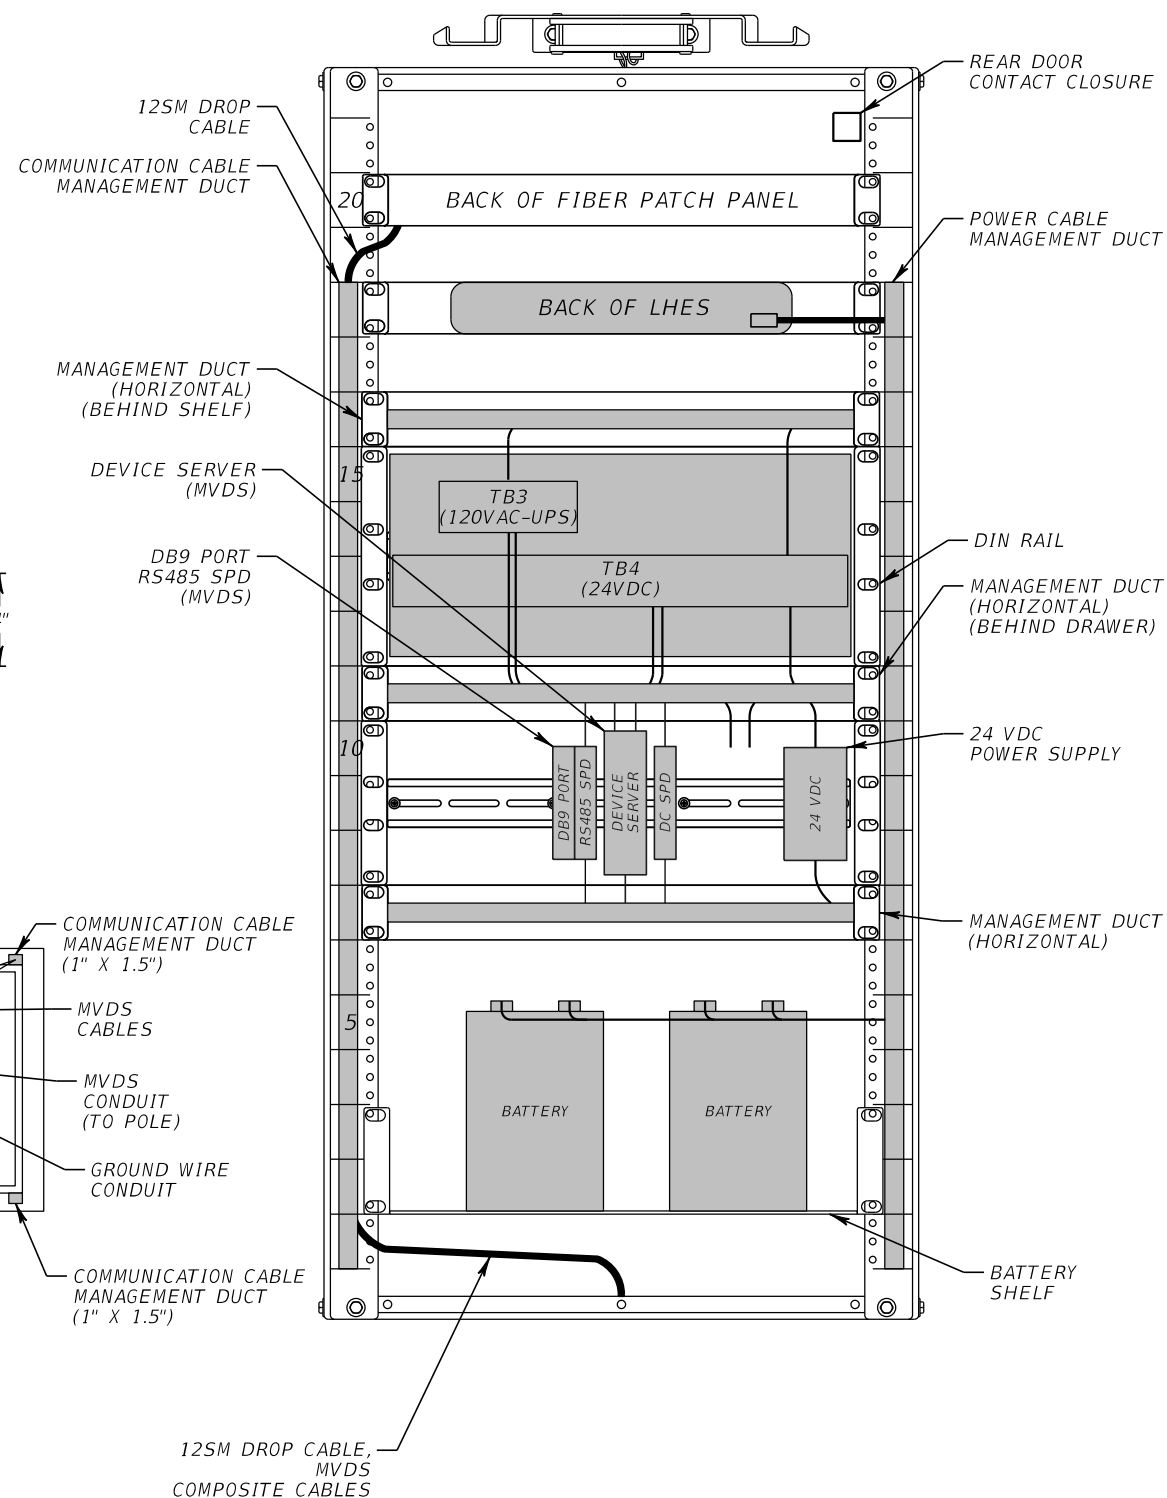 REAR DOOR
CONTACT CLOSURE
12SM DROP
CABLE
COMMUNICATION CABLE
MANAGEMENT DUCT
20
BACK OF FIBER PATCH PANEL
POWER CABLE
MANAGEMENT DUCT
BACK OF LHES
MANAGEMENT DUCT
(HORIZONTAL)
(BEHIND SHELF)
DEVICE SERVER
(MVDS)
15
TB3
(120VAC-UPS)
DB9 PORT
RS485 SPD
(MVDS)
TB4
(24VDC)
DIN RAIL
MANAGEMENT DUCT
(HORIZONTAL)
(BEHIND DRAWER)
10
24 VDC
POWER SUPPLY
DB9 PORT
RS485 SPD
DEVICE
SERVER
DC SPD
24 VDC
MANAGEMENT DUCT
(HORIZONTAL)
COMMUNICATION CABLE
MANAGEMENT DUCT
(1" X 1.5")
MVDS
CABLES
5
MVDS
CONDUIT
(TO POLE)
BATTERY
BATTERY
GROUND WIRE
CONDUIT
COMMUNICATION CABLE
MANAGEMENT DUCT
(1" X 1.5")
BATTERY
SHELF
12SM DROP CABLE,
MVDS
COMPOSITE CABLES